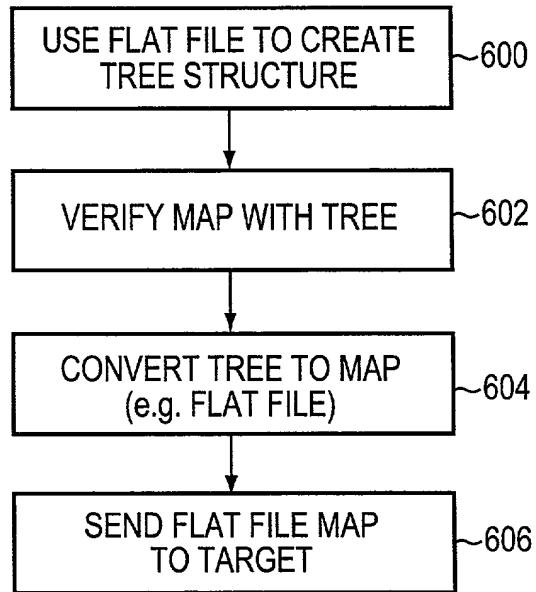 USE FLAT FILE TO CREATE
TREE STRUCTURE
600
VERIFY MAP WITH TREE
602
CONVERT TREE TO MAP
(e.g. FLAT FILE)
604
SEND FLAT FILE MAP
TO TARGET
606